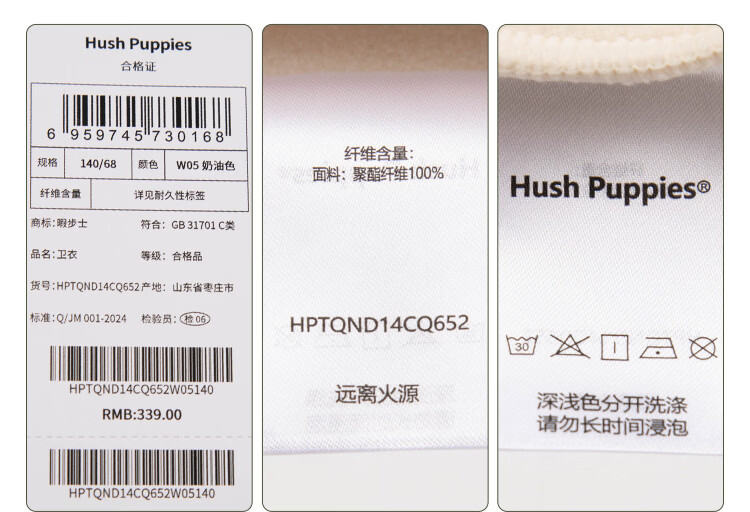 Hush Puppies
合格证
6 959745 730168
规格 140/68 颜色 W05 奶油色
纤维含量 详见耐久性标签
商标:暇步士 符合: GB 31701 C类
品名:卫衣 等级: 合格品
货号:HPTQND14CQ652 产地: 山东省枣庄市
标准:Q/JM 001-2024 检验员: 检 06
HPTQND14CQ652W05140
RMB:339.00
HPTQND14CQ652W05140
纤维含量:
面料: 聚酯纤维100%
HPTQND14CQ652
远离火源
Hush Puppies®
30
深浅色分开洗涤
请勿长时间浸泡